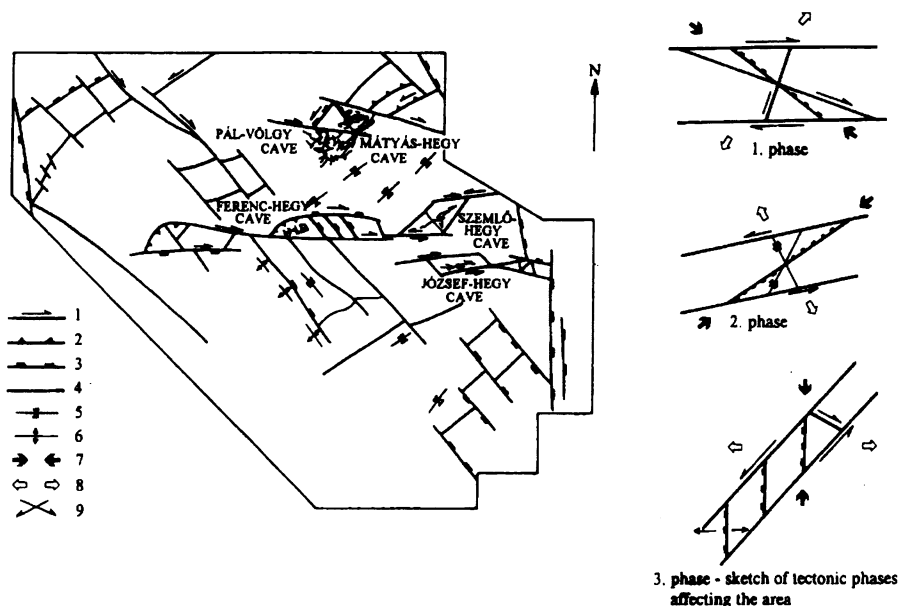 N
PÁL-VÖLGY
CAVE
MÁTYÁS-HEGY
CAVE
FERENC-HEGY
CAVE
SZEMLŐ-
HEGY
CAVE
JÓZSEF-HEGY
CAVE
1
2
3
4
5
6
7
8
9
1. phase
2. phase
3. phase - sketch of tectonic phases
affecting the area